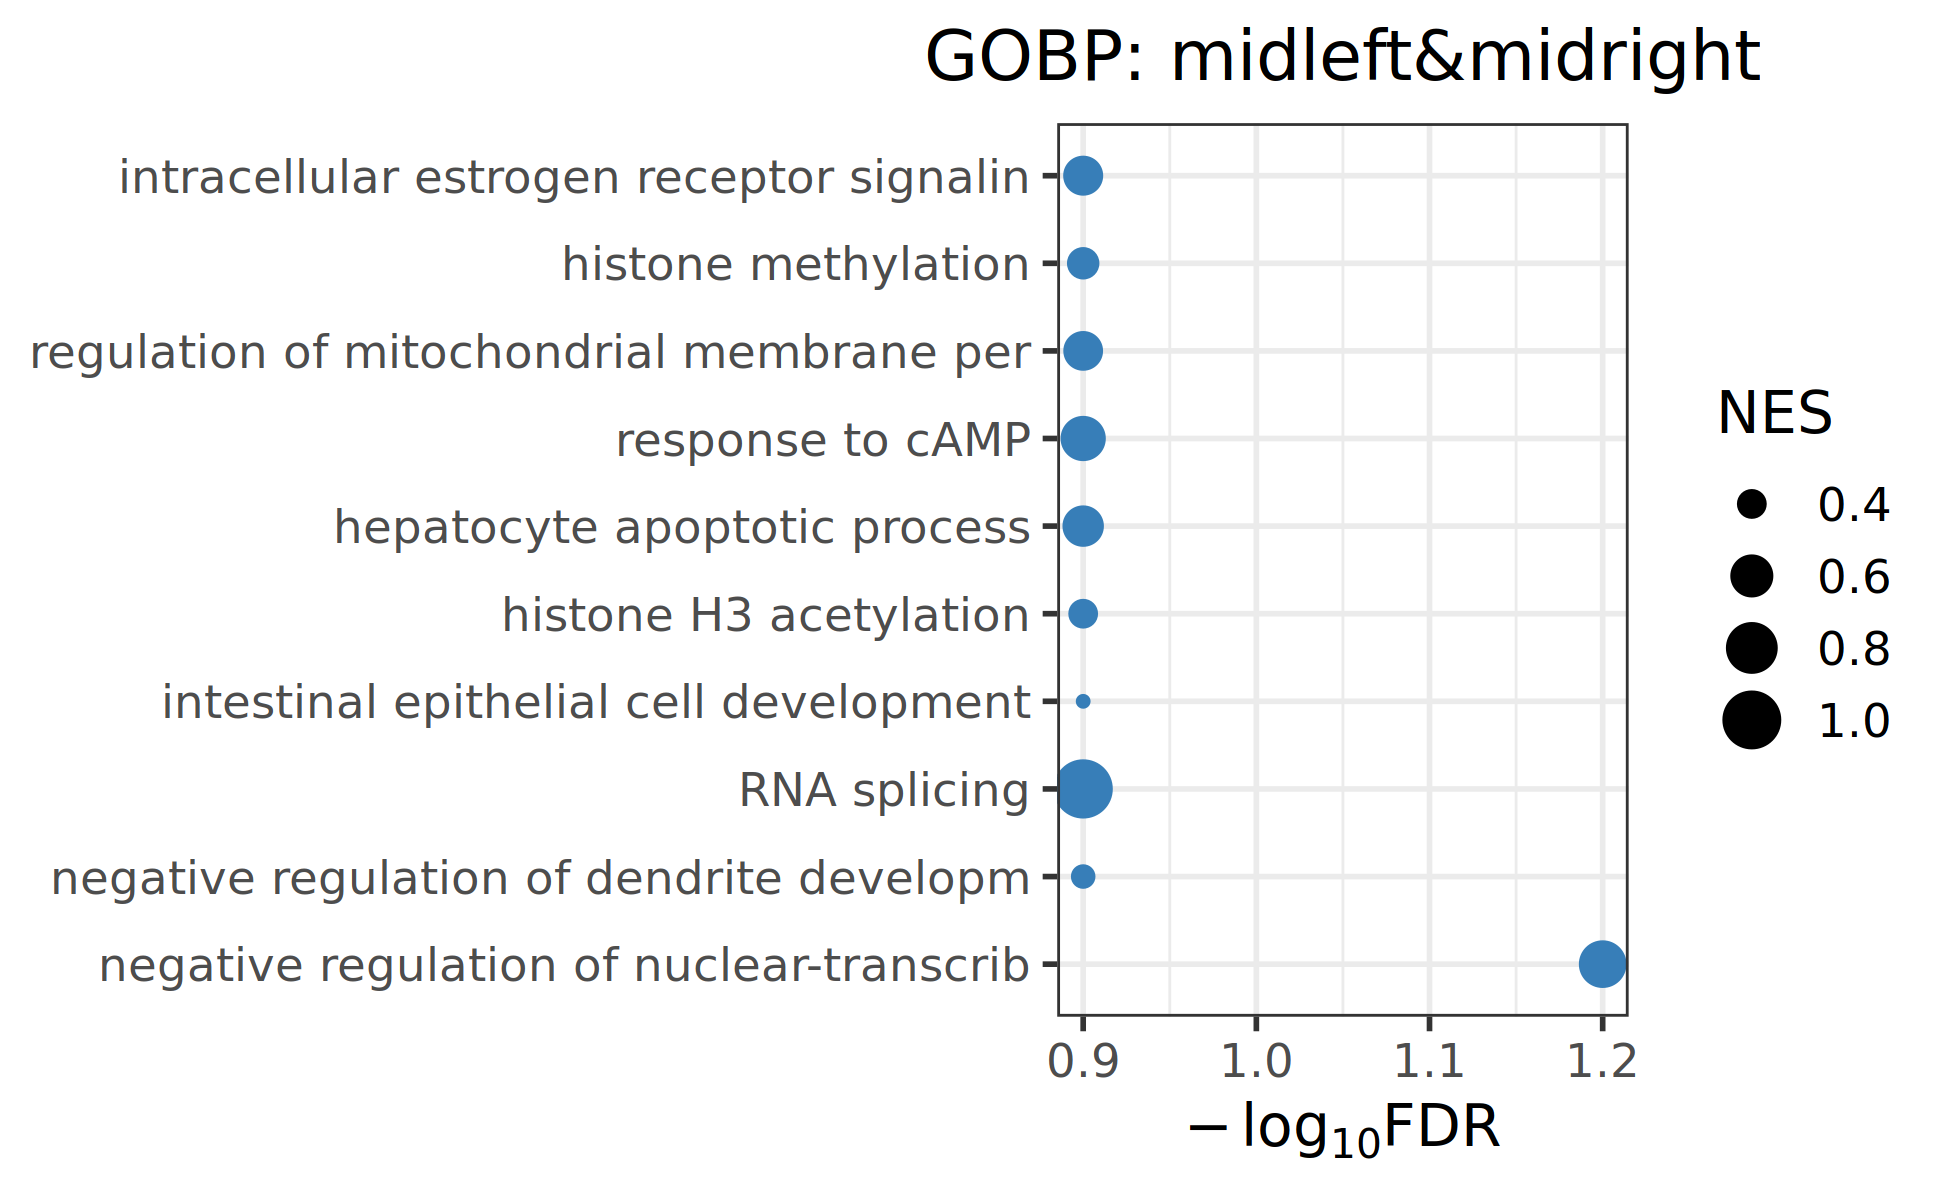 GOBP: midleft&midright
intracellular estrogen receptor signalin
histone methylation
regulation of mitochondrial membrane per
response to cAMP
hepatocyte apoptotic process
histone H3 acetylation
intestinal epithelial cell development
RNA splicing
negative regulation of dendrite developm
negative regulation of nuclear-transcrib
0.9 1.0 1.1 1.2
− log₁₀FDR
NES
0.4
0.6
0.8
1.0